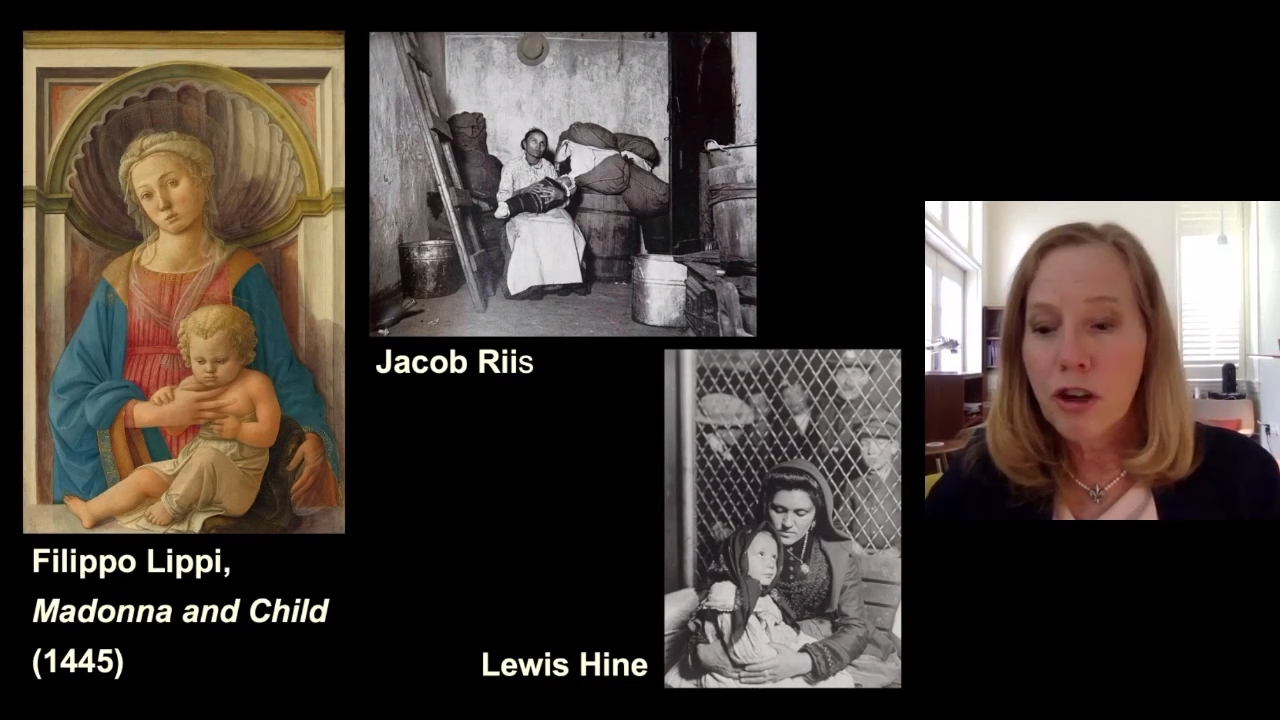 Jacob Riis
Filippo Lippi,
Madonna and Child
(1445)
Lewis Hine